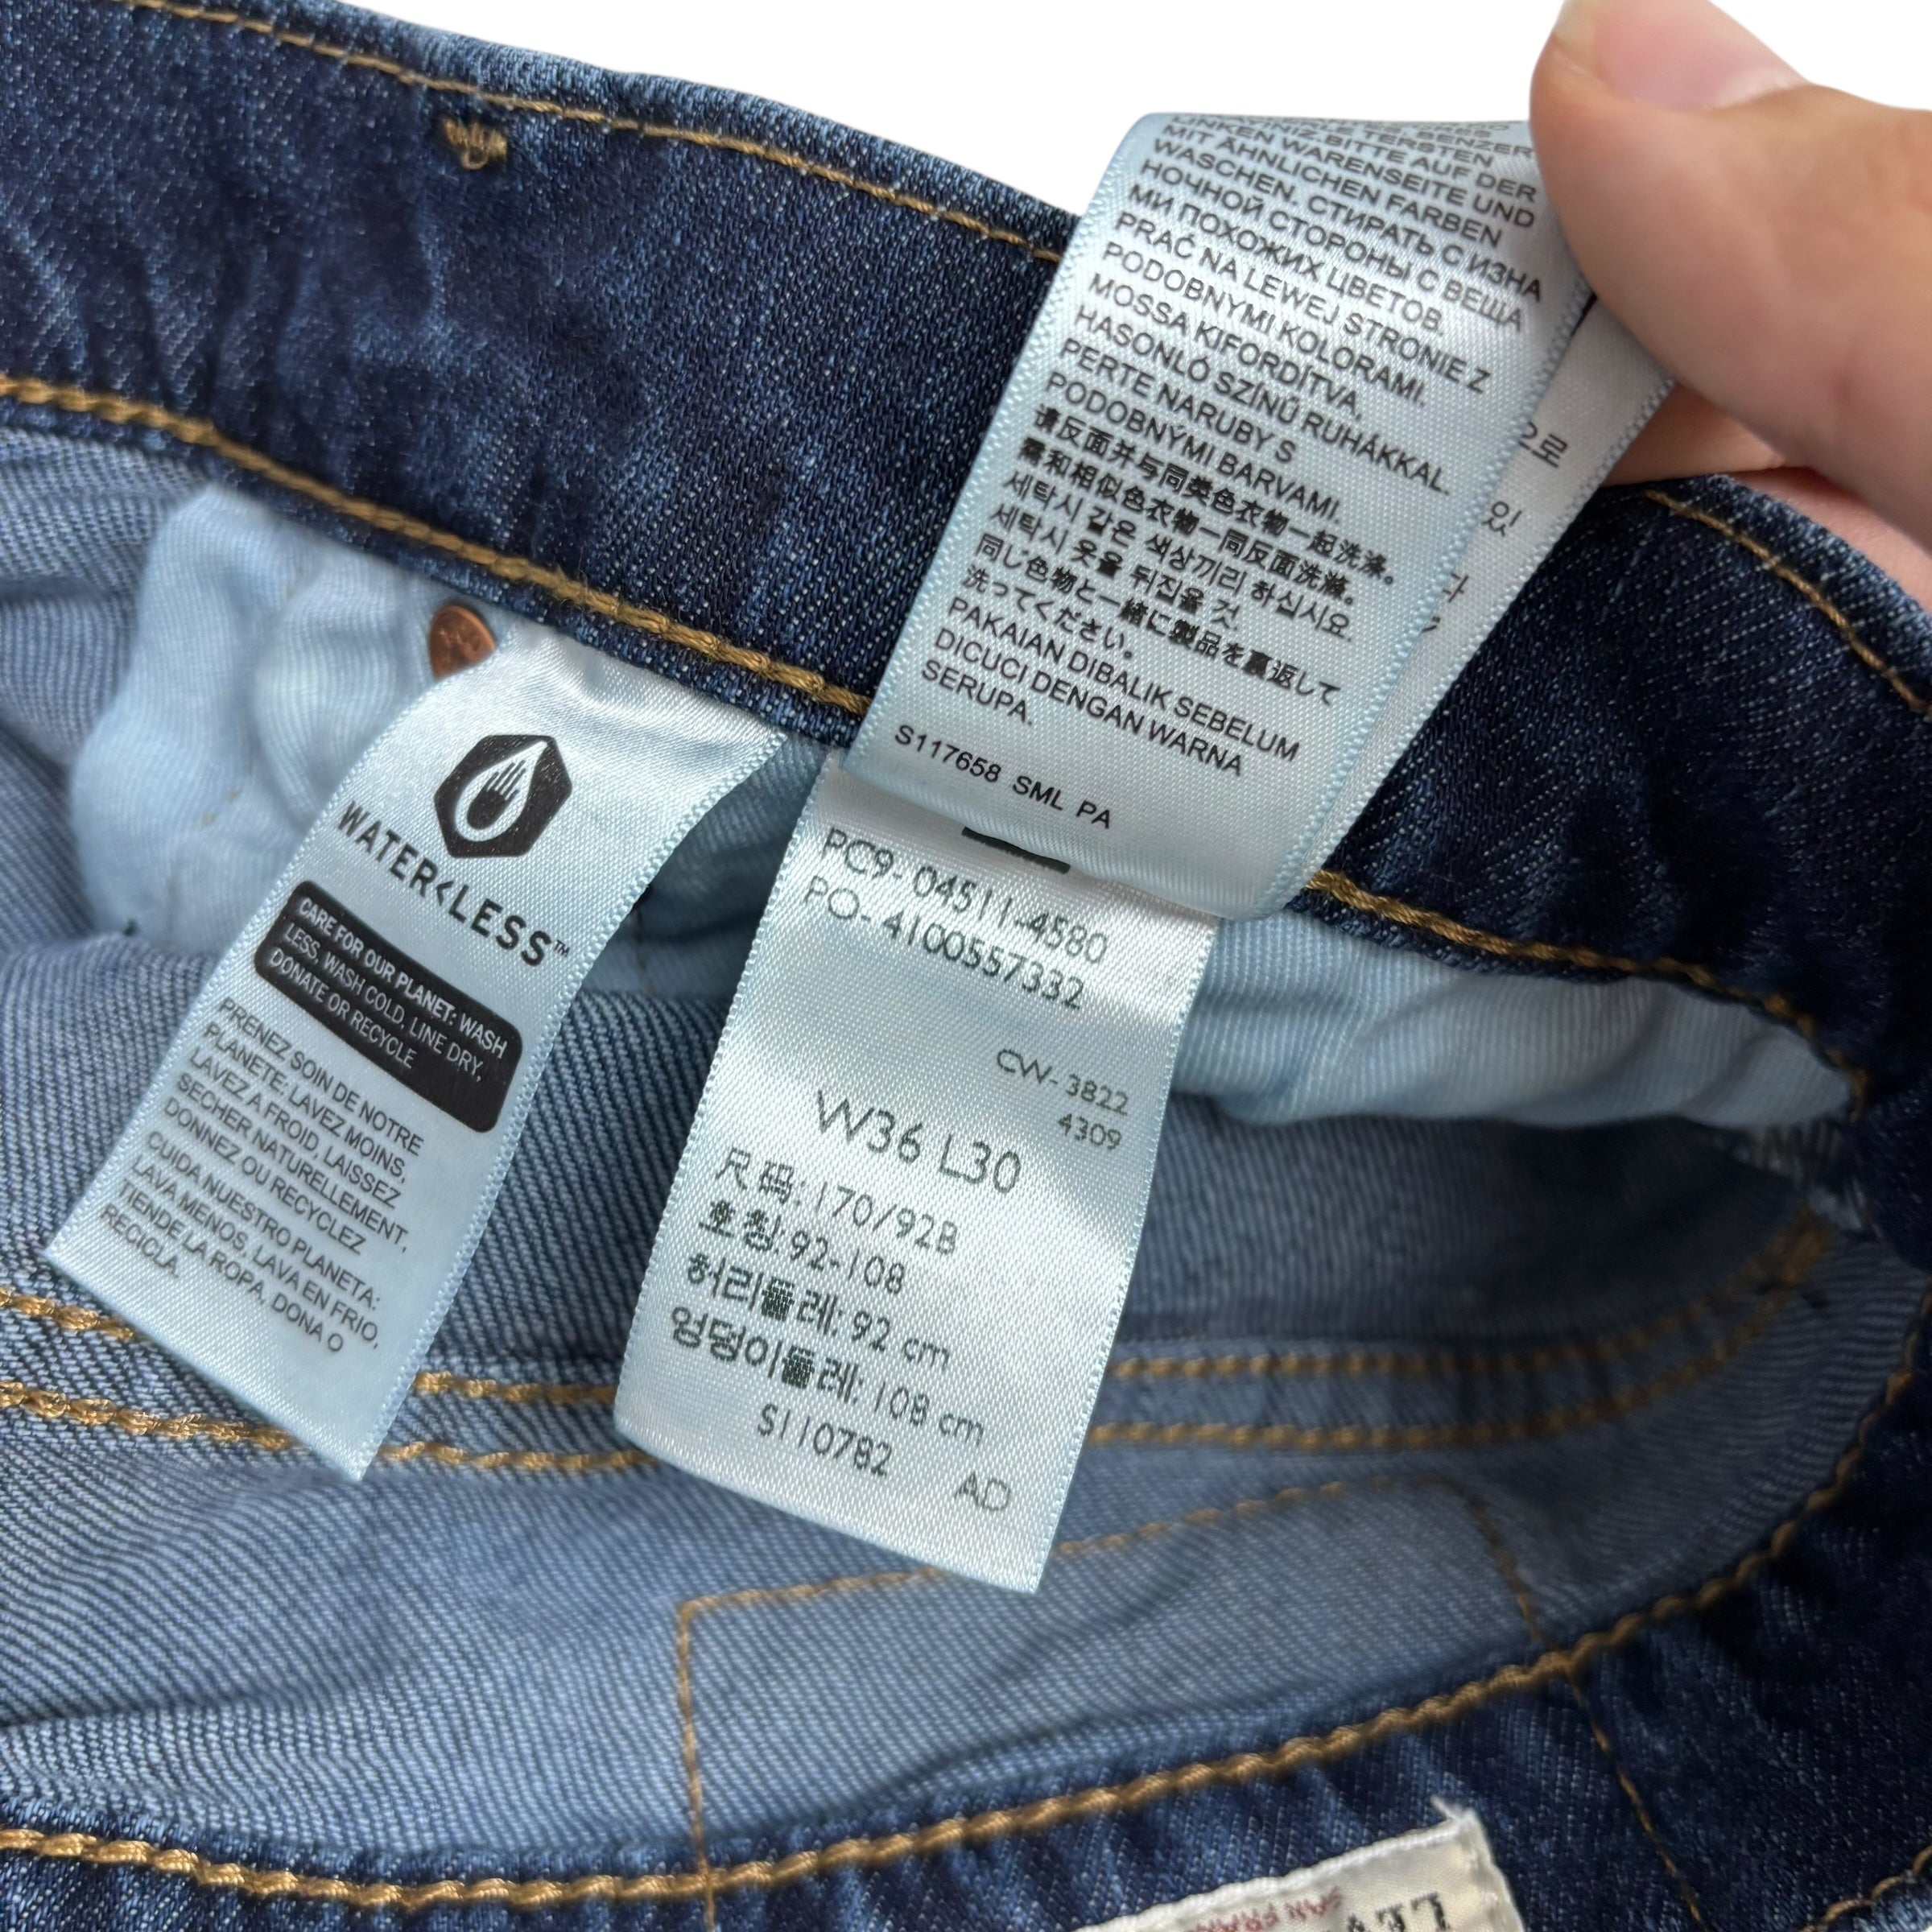 WATER<LESS™
CARE FOR OUR PLANET: WASH
LESS, WASH COLD, LINE DRY,
DONATE OR RECYCLE
PRENEZ SOIN DE NOTRE
PLANETE: LAVEZ MOINS,
LAVEZ A FROID, LAISSEZ
SECHER NATURELLEMENT,
DONNEZ OU RECYCLEZ
CUIDA NUESTRO PLANETA:
LAVA MENOS, LAVA EN FRIO,
TIENDE LA ROPA, DONA O
RECICLA.
MIT ÄHNLICHEN FARBEN
WASCHEN. СТИРАТЬ С ИЗНА
НОЧНОЙ СТОРОНЫ С ВЕЩА
МИ ПОХОЖИХ ЦВЕТОВ.
PRAĆ NA LEWEJ STRONIE Z
PODOBNYMI KOLORAMI.
MOSSA KIFORDÍTVA,
HASONLÓ SZÍNŰ RUHÁKKAL.
PERTE NARUBY S
PODOBNÝMI BARVAMI.
请反面并与同类色衣物一起洗涤。
需和相似色衣物一同反面洗滌。
세탁시 같은 색상끼리 하십시요.
세탁시 옷을 뒤집을 것.
同じ色物と一緒に製品を裏返して
洗ってください。
PAKAIAN DIBALIK SEBELUM
DICUCI DENGAN WARNA
SERUPA.
S117658 SML PA
으로
있
다
PC9-04511-4580
PO-4100557332
CW-3822
4309
W36 L30
尺码:170/92B
호칭:92-108
허리둘레:92 cm
엉덩이둘레:108 cm
S110782 AD
SAN FRAN